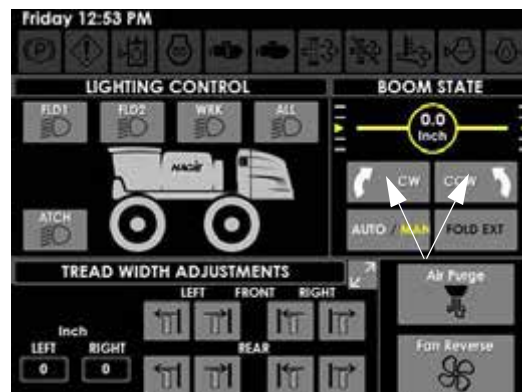 Friday 12:53 PM
LIGHTING CONTROL
FLD1 FLD2 WRK ALL
HAGIE
ATCH
BOOM STATE
0.0
Inch
CW CCW
AUTO / MAN FOLD EXT
TREAD WIDTH ADJUSTMENTS
LEFT FRONT RIGHT
Inch
LEFT RIGHT
0 0
REAR
Air Purge
Fan Reverse